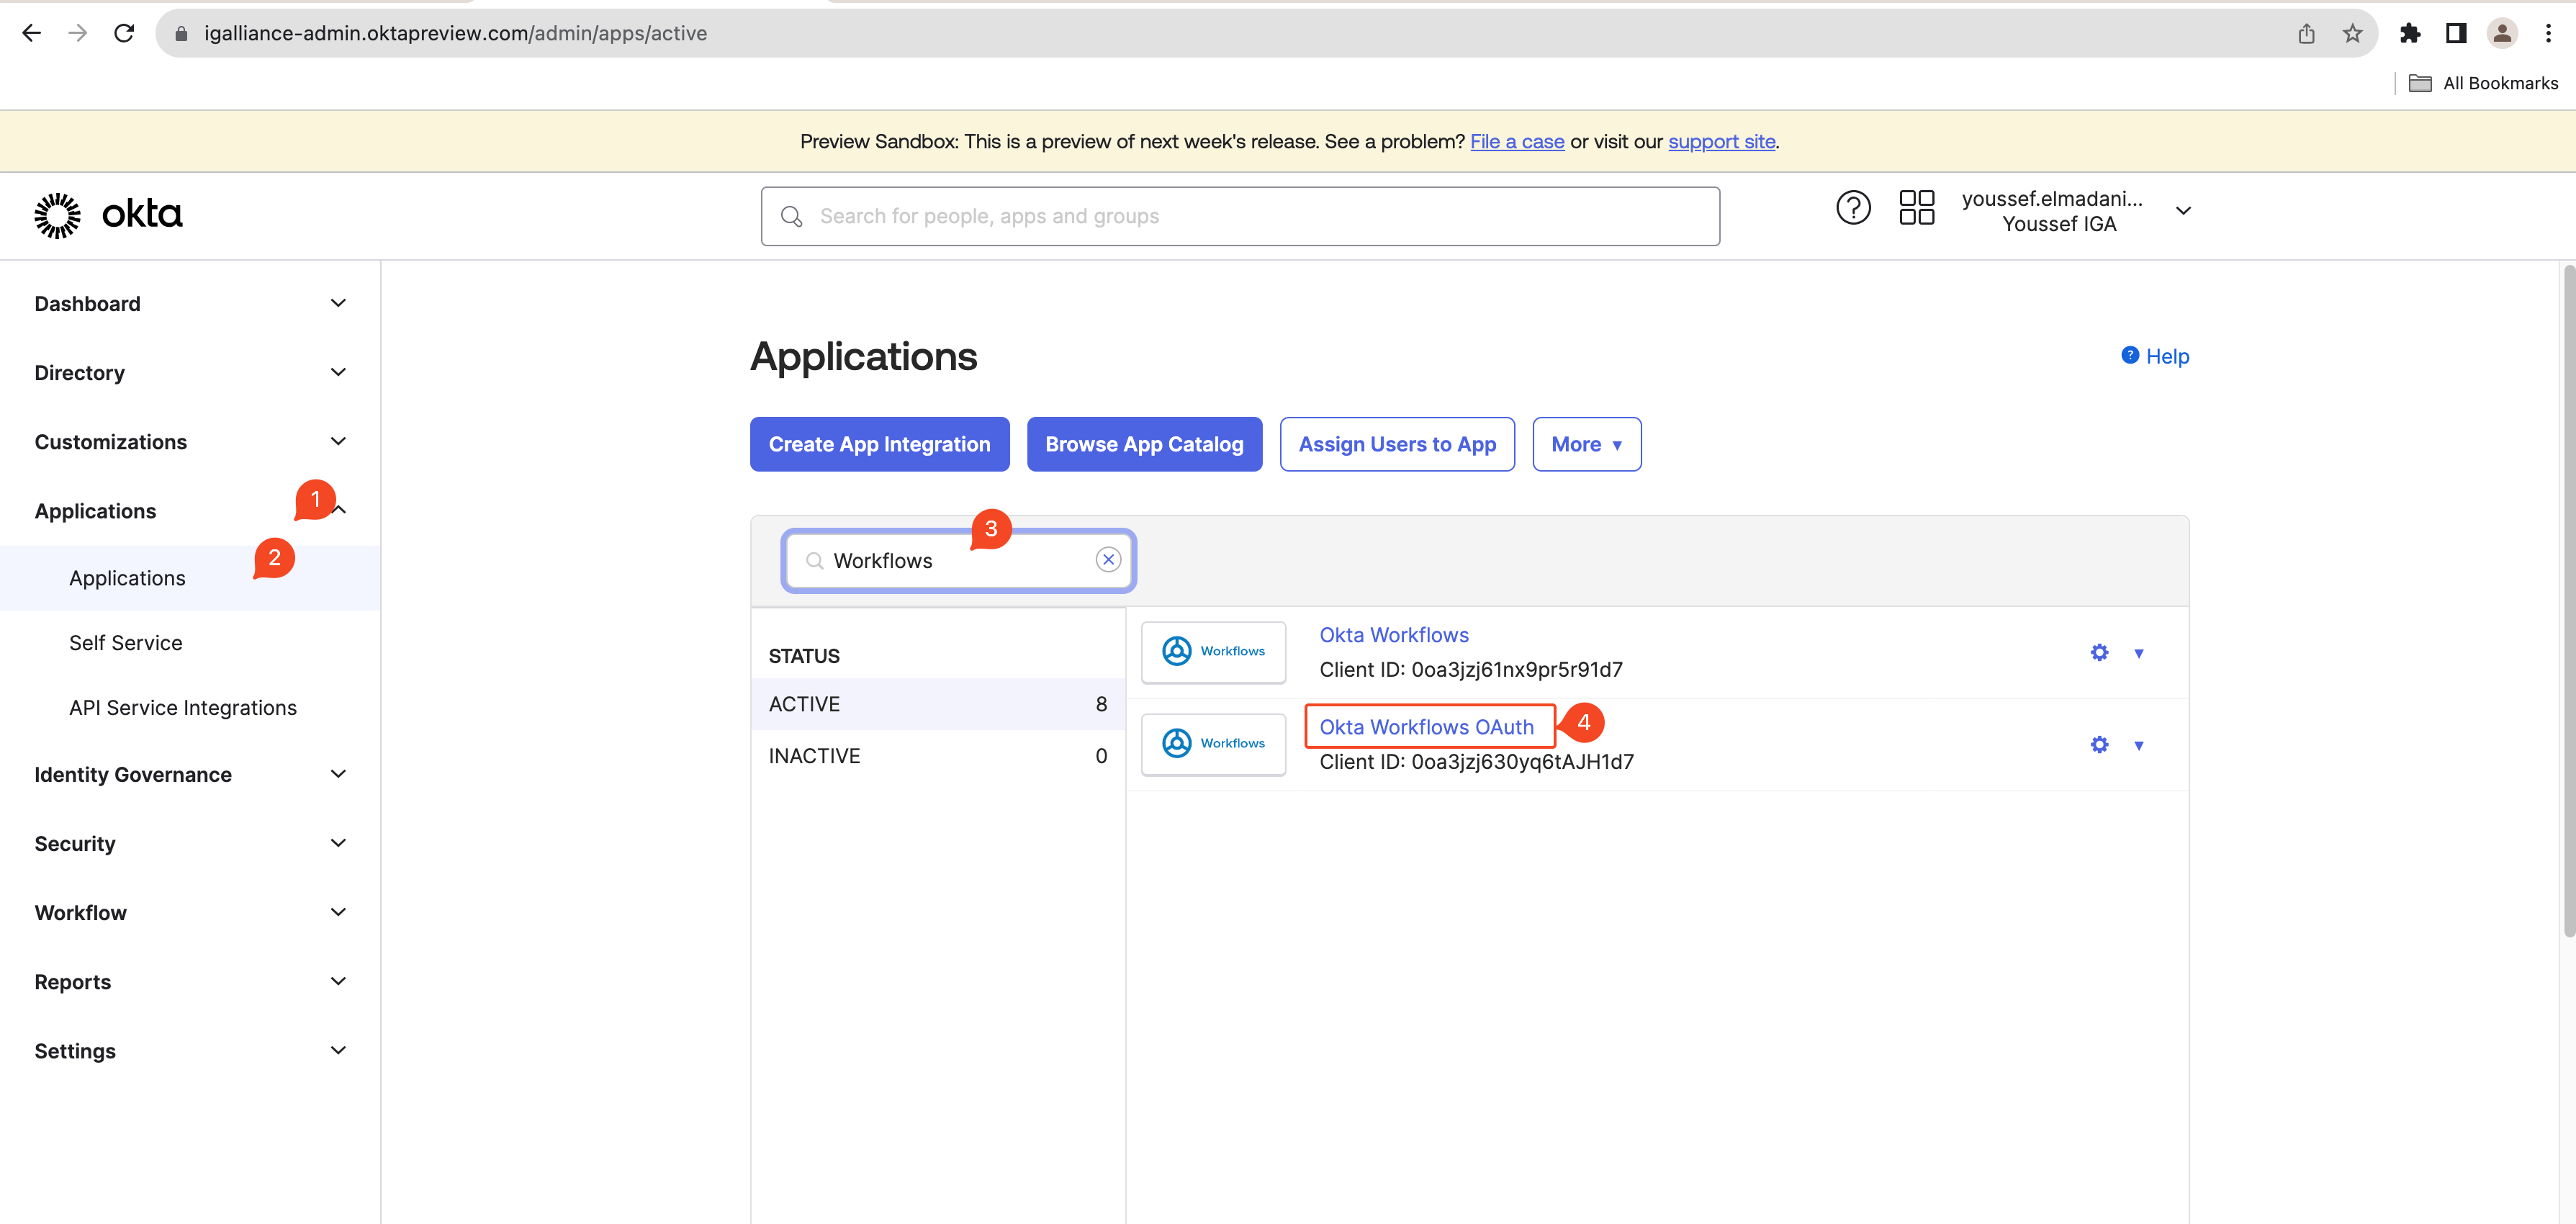 igalliance-admin.oktapreview.com/admin/apps/active
All Bookmarks
Preview Sandbox: This is a preview of next week's release. See a problem? File a case or visit our support site.
okta
Search for people, apps and groups
youssef.elmadani...
Youssef IGA
Dashboard
Directory
Customizations
Applications
1
Applications
2
Self Service
API Service Integrations
Identity Governance
Security
Workflow
Reports
Settings
Applications
Help
Create App Integration
Browse App Catalog
Assign Users to App
More
3
Workflows
STATUS
ACTIVE 8
INACTIVE 0
Workflows
Okta Workflows
Client ID: 0oa3jzj61nx9pr5r91d7
Workflows
Okta Workflows OAuth
4
Client ID: 0oa3jzj630yq6tAJH1d7